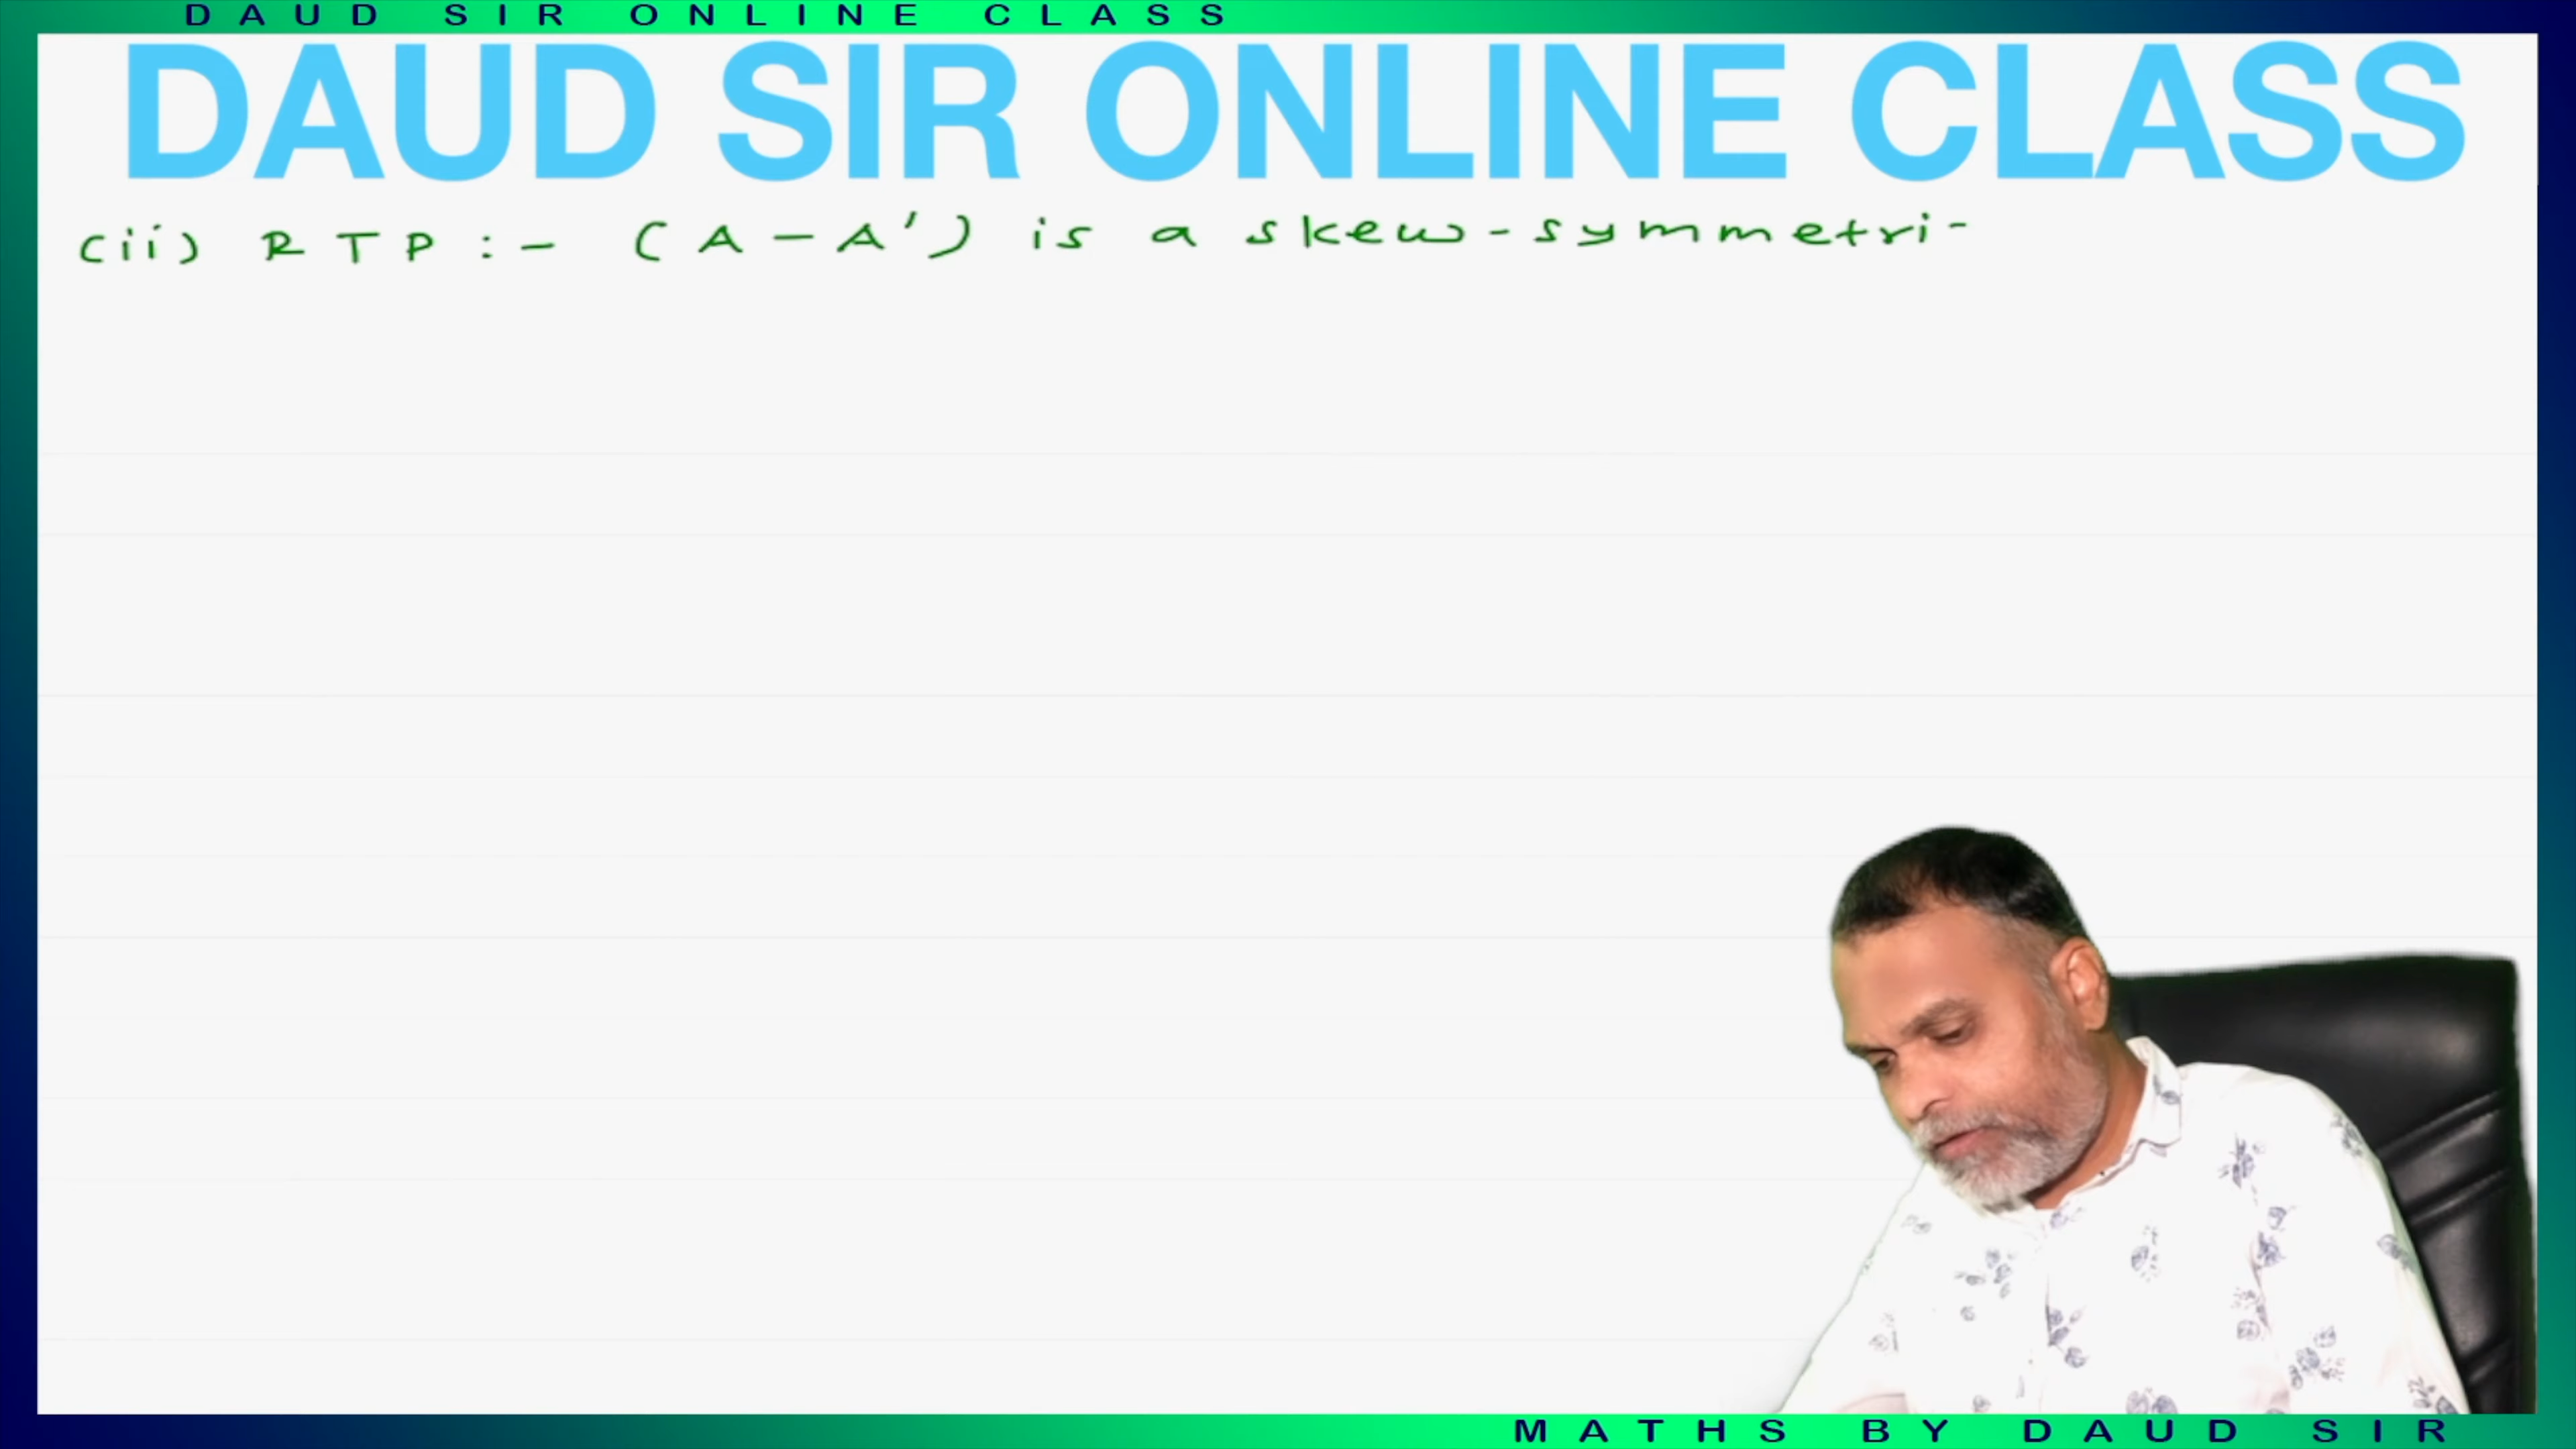 DAUD SIR ONLINE CLASS
DAUD SIR ONLINE CLASS
(ii) RTP :- (A - A') is a skew-symmetri-
MATHS BY DAUD SIR